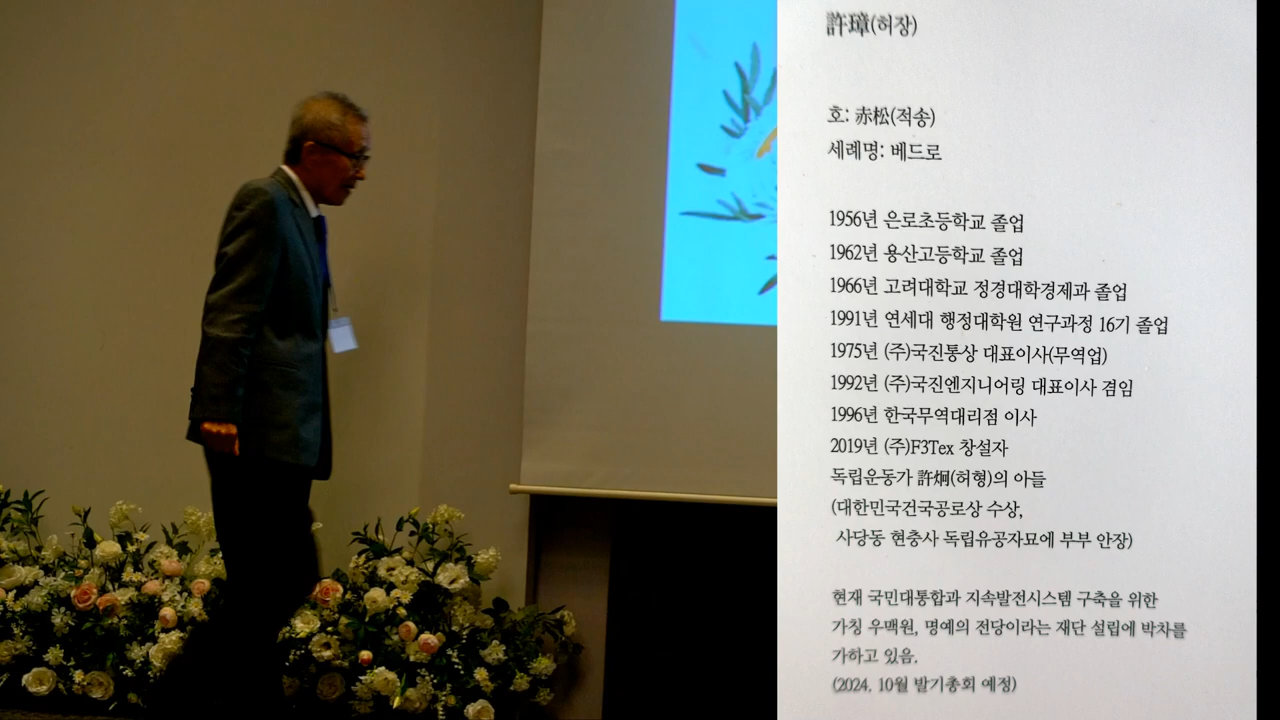 許璋(허장)
호: 赤松(적송)
세례명: 베드로
1956년 은로초등학교 졸업
1962년 용산고등학교 졸업
1966년 고려대학교 정경대학경제과 졸업
1991년 연세대 행정대학원 연구과정 16기 졸업
1975년 (주)국진통상 대표이사(무역업)
1992년 (주)국진엔지니어링 대표이사 겸임
1996년 한국무역대리점 이사
2019년 (주)F3Tex 창설자
독립운동가 許炯(허형)의 아들
(대한민국건국공로상 수상,
사당동 현충사 독립유공자묘에 부부 안장)
현재 국민대통합과 지속발전시스템 구축을 위한
가칭 우백원, 명예의 전당이라는 재단 설립에 박차를
가하고 있음.
(2024. 10월 발기총회 예정)